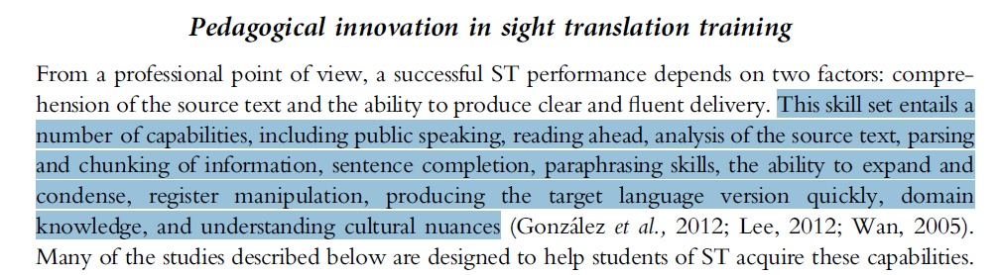 Pedagogical innovation in sight translation training
From a professional point of view, a successful ST performance depends on two factors: compre-
hension of the source text and the ability to produce clear and fluent delivery. This skill set entails a
number of capabilities, including public speaking, reading ahead, analysis of the source text, parsing
and chunking of information, sentence completion, paraphrasing skills, the ability to expand and
condense, register manipulation, producing the target language version quickly, domain
knowledge, and understanding cultural nuances (González et al., 2012; Lee, 2012; Wan, 2005).
Many of the studies described below are designed to help students of ST acquire these capabilities.